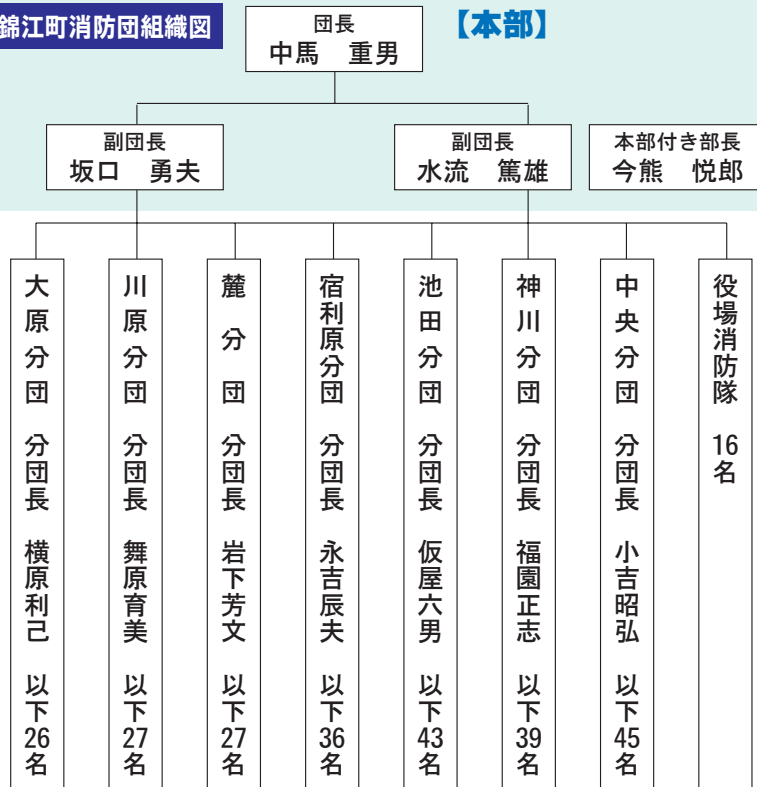 錦江町消防団組織図
【本部】
団長
中馬　重男
副団長
坂口　勇夫
副団長
水流　篤雄
本部付き部長
今熊　悦郎
大原分団　分団長　横原利己　以下26名
川原分団　分団長　舞原育美　以下27名
麓分団　分団長　岩下芳文　以下27名
宿利原分団　分団長　永吉辰夫　以下36名
池田分団　分団長　仮屋六男　以下43名
神川分団　分団長　福園正志　以下39名
中央分団　分団長　小吉昭弘　以下45名
役場消防隊　16名